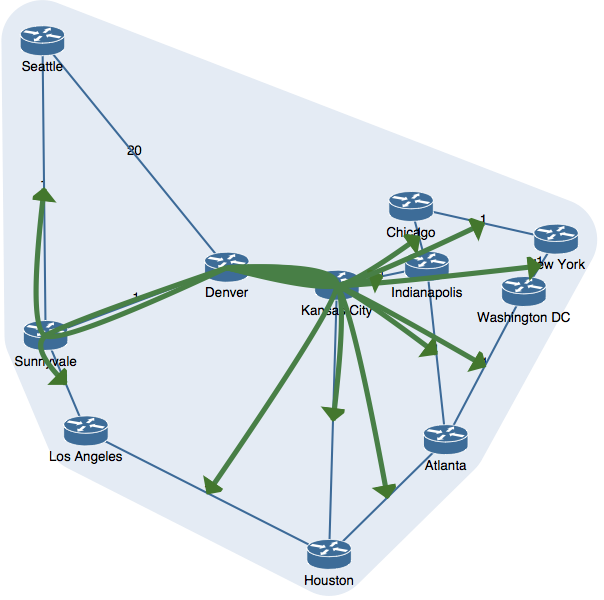 Seattle
20
Chicago
1
New York
1
Denver
Kansas City
Indianapolis
1
Washington DC
Sunnyvale
Los Angeles
Atlanta
Houston